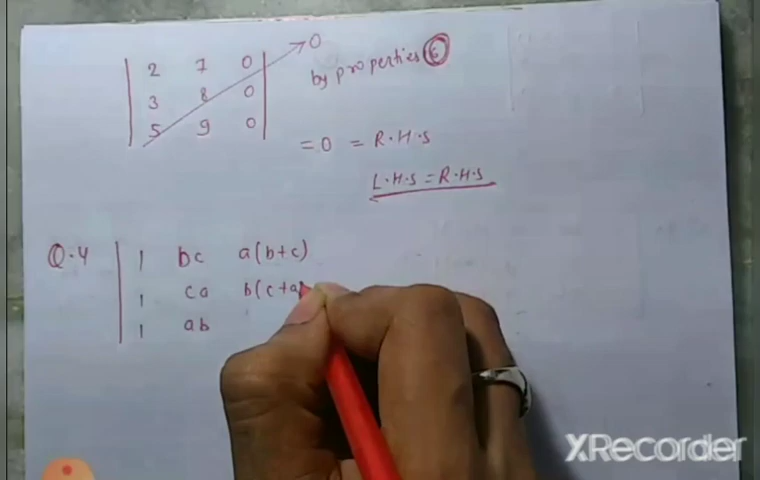 2 7 0 → 0
by properties 6
3 8 0
5 9 0
= 0 = R.H.S
L.H.S = R.H.S
Q.4
1 bc a(b+c)
1 ca b(c+a)
1 ab
XRecorder